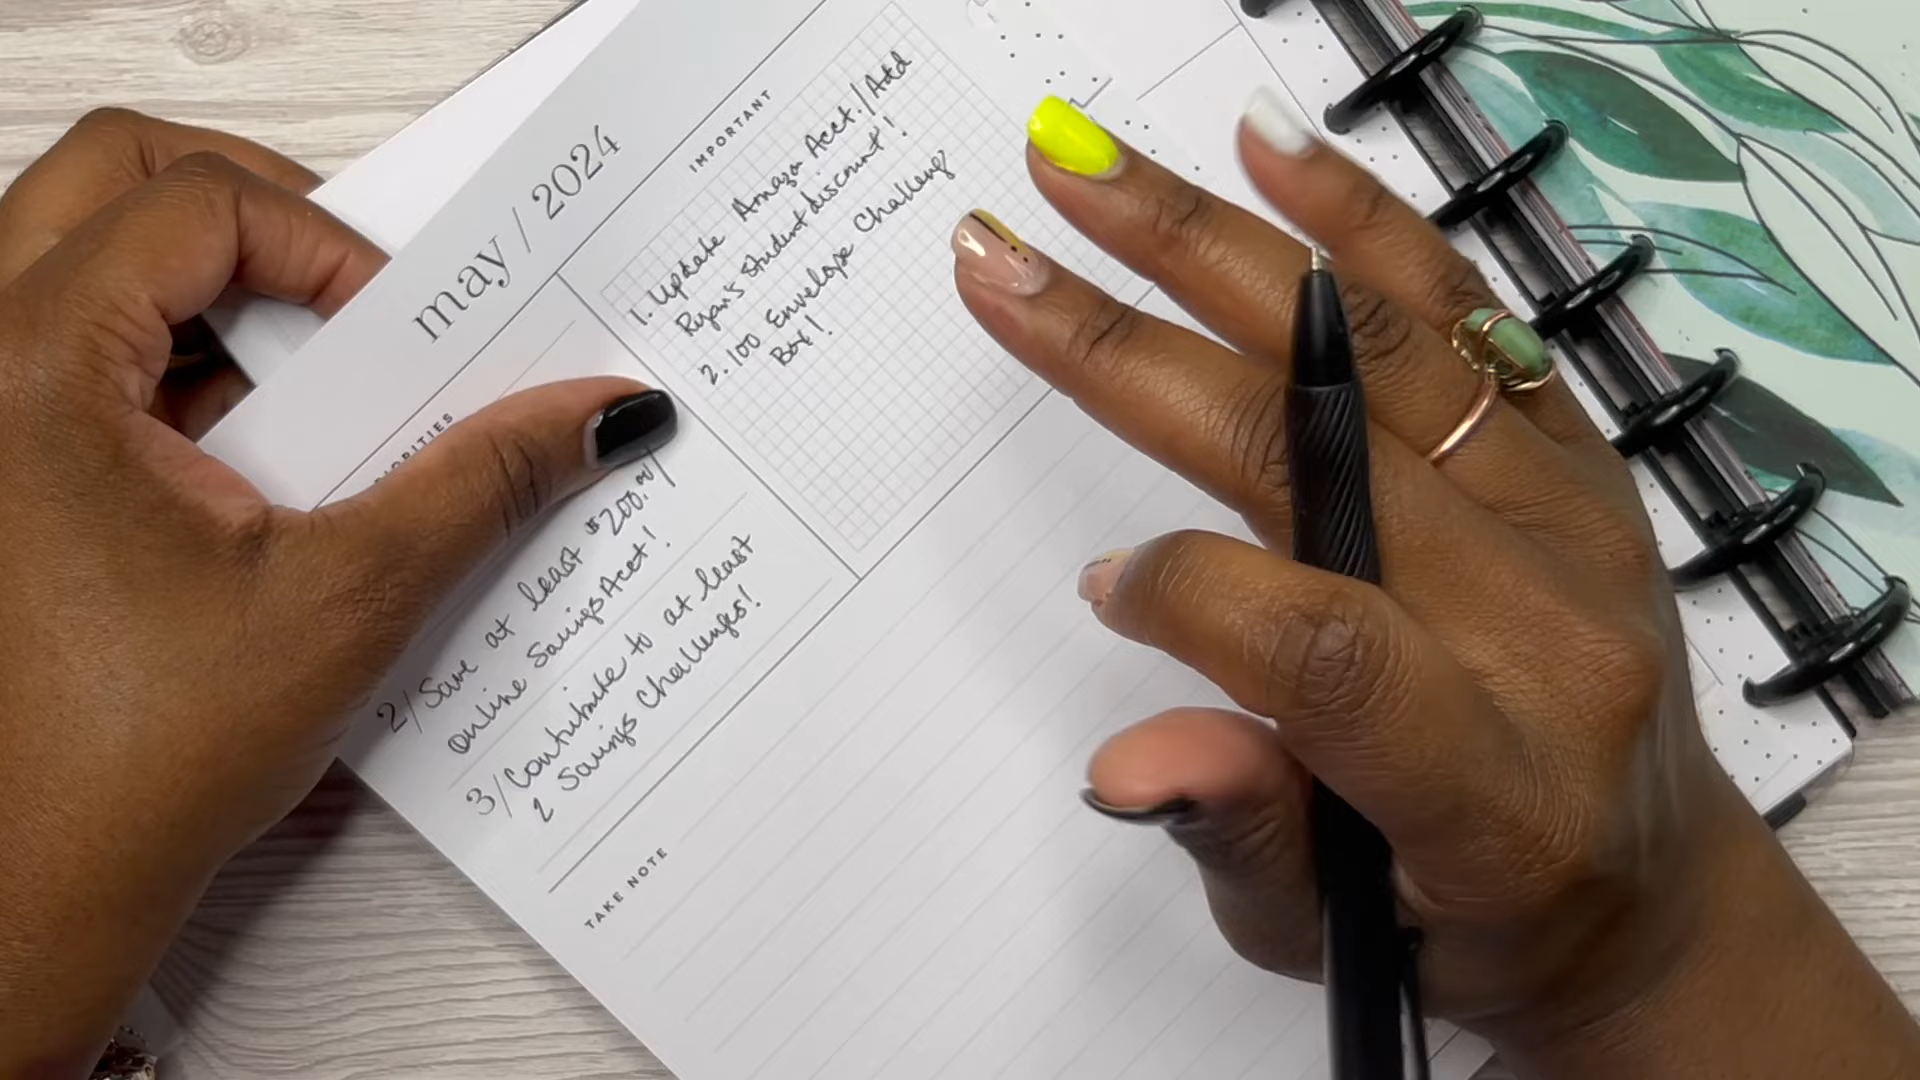 may / 2024
IMPORTANT
1. Update Amazon Acct./Add
Ryan's student discount!
2. 100 Envelope Challenge
Box!
2/ Save at least $200.00/
online Savings Acct!
3/ Contribute to at least
2 Savings Challenges!
TAKE NOTE